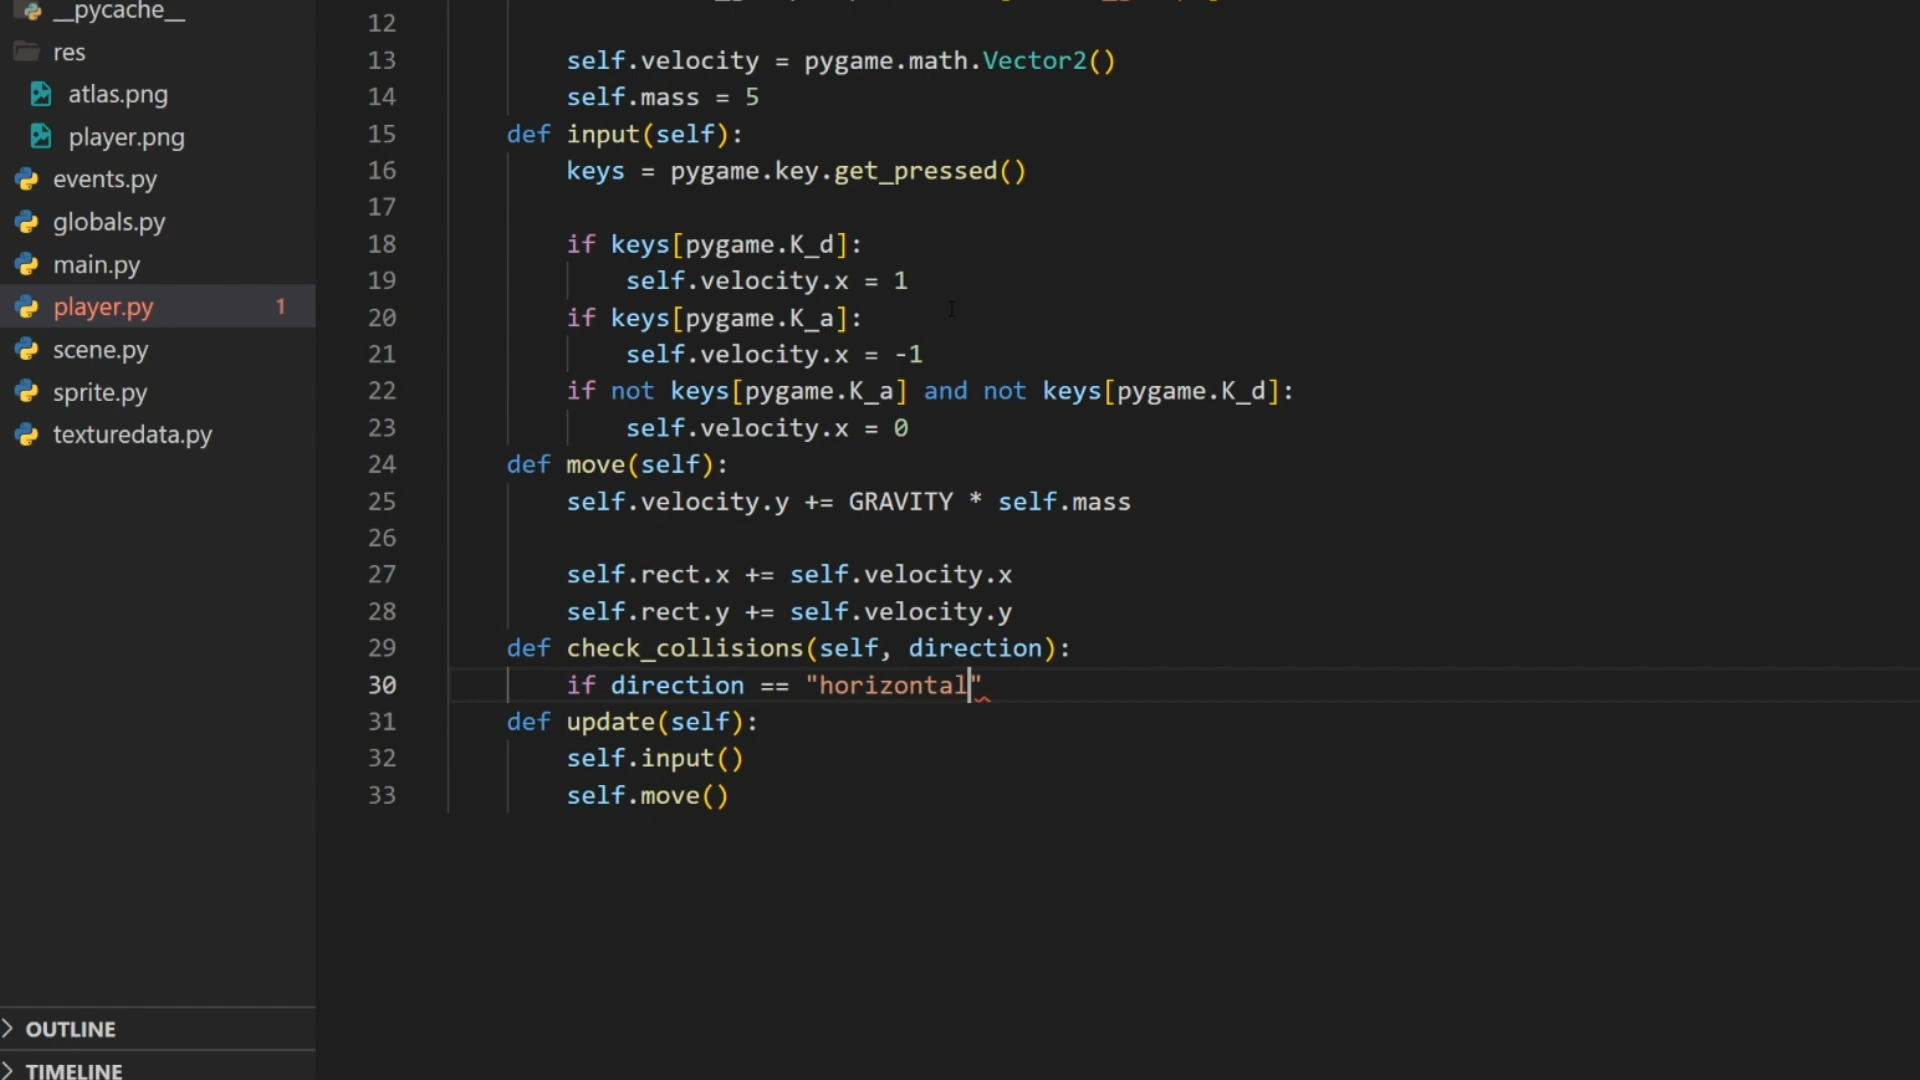 __pycache__
res
atlas.png
player.png
events.py
globals.py
main.py
player.py 1
scene.py
sprite.py
texturedata.py
OUTLINE
TIMELINE
12
13 self.velocity = pygame.math.Vector2()
14 self.mass = 5
15 def input(self):
16 keys = pygame.key.get_pressed()
17
18 if keys[pygame.K_d]:
19 self.velocity.x = 1
20 if keys[pygame.K_a]:
21 self.velocity.x = -1
22 if not keys[pygame.K_a] and not keys[pygame.K_d]:
23 self.velocity.x = 0
24 def move(self):
25 self.velocity.y += GRAVITY * self.mass
26
27 self.rect.x += self.velocity.x
28 self.rect.y += self.velocity.y
29 def check_collisions(self, direction):
30 if direction == "horizontal"
31 def update(self):
32 self.input()
33 self.move()